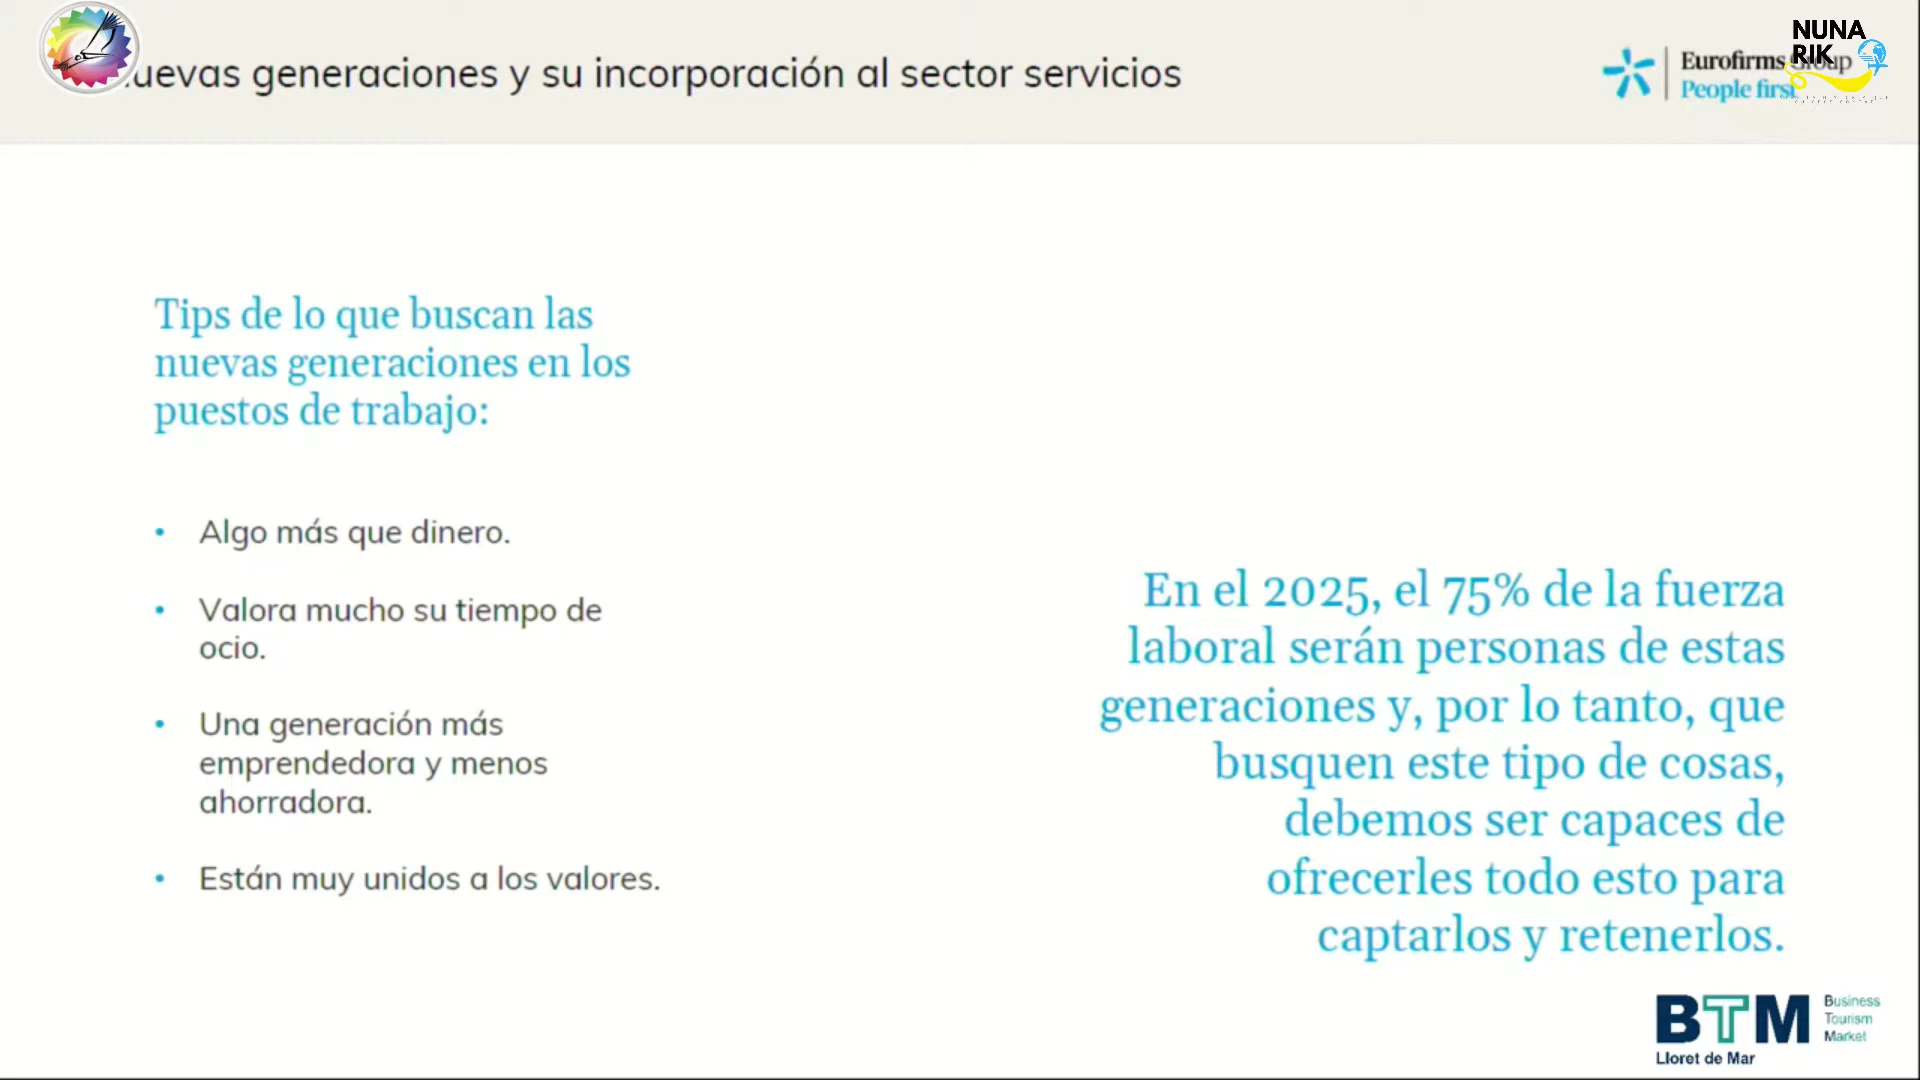 uevas generaciones y su incorporación al sector servicios
Eurofirms Group
People first
NUNA
RIK
Tips de lo que buscan las
nuevas generaciones en los
puestos de trabajo:
• Algo más que dinero.
• Valora mucho su tiempo de
ocio.
• Una generación más
emprendedora y menos
ahorradora.
• Están muy unidos a los valores.
En el 2025, el 75% de la fuerza
laboral serán personas de estas
generaciones y, por lo tanto, que
busquen este tipo de cosas,
debemos ser capaces de
ofrecerles todo esto para
captarlos y retenerlos.
BTM
Business
Tourism
Market
Lloret de Mar